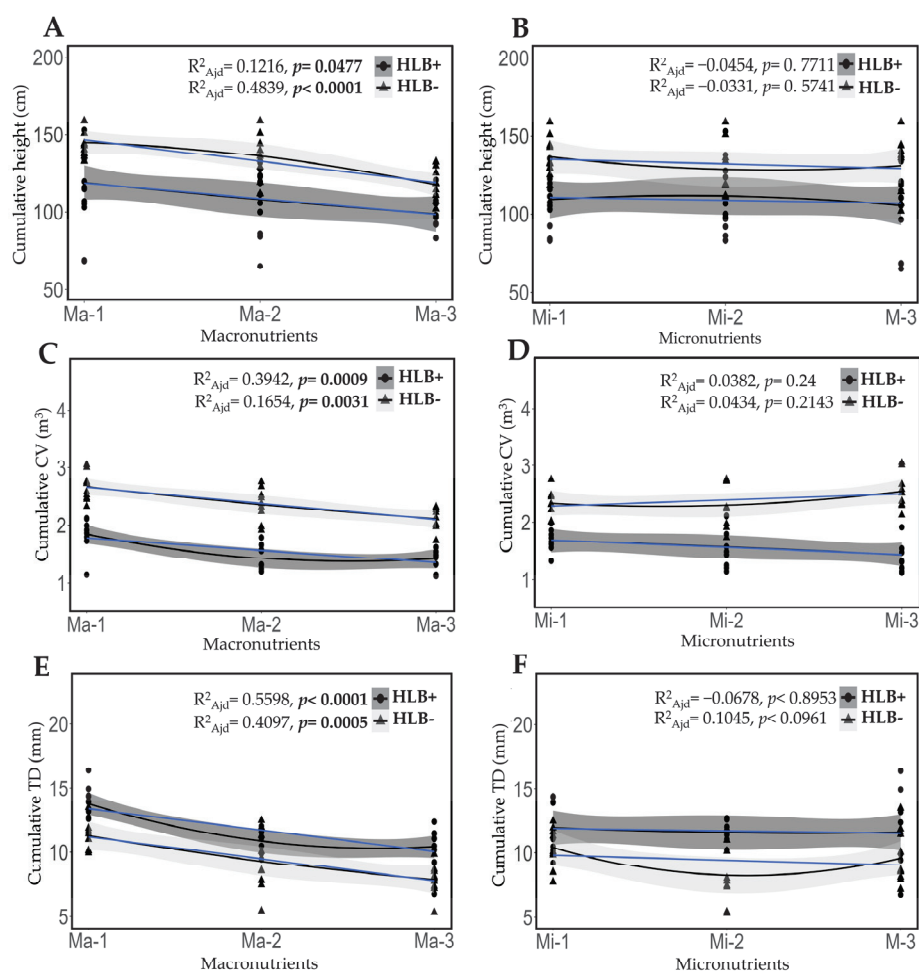 A
R²Ajd = 0.1216, p= 0.0477 HLB+
R²Ajd = 0.4839, p< 0.0001 HLB-
200
150
100
50
Cumulative height (cm)
Ma-1 Ma-2 Ma-3
Macronutrients
B
R²Ajd = −0.0454, p= 0. 7711 HLB+
R²Ajd = −0.0331, p= 0. 5741 HLB-
200
150
100
50
Cumulative height (cm)
Mi-1 Mi-2 M-3
Micronutrients
C
R²Ajd = 0.3942, p= 0.0009 HLB+
R²Ajd = 0.1654, p= 0.0031 HLB-
4
3
2
1
Cumulative CV (m³)
Ma-1 Ma-2 Ma-3
Macronutrients
D
R²Ajd = 0.0382, p= 0.24 HLB+
R²Ajd = 0.0434, p= 0.2143 HLB-
4
3
2
1
Cumulative CV (m³)
Mi-1 Mi-2 Mi-3
Micronutrients
E
R²Ajd = 0.5598, p< 0.0001 HLB+
R²Ajd = 0.4097, p= 0.0005 HLB-
20
15
10
5
Cumulative TD (mm)
Ma-1 Ma-2 Ma-3
Macronutrients
F
R²Ajd = −0.0678, p< 0.8953 HLB+
R²Ajd = 0.1045, p< 0.0961 HLB-
20
15
10
5
Cumulative TD (mm)
Mi-1 Mi-2 M-3
Micronutrients